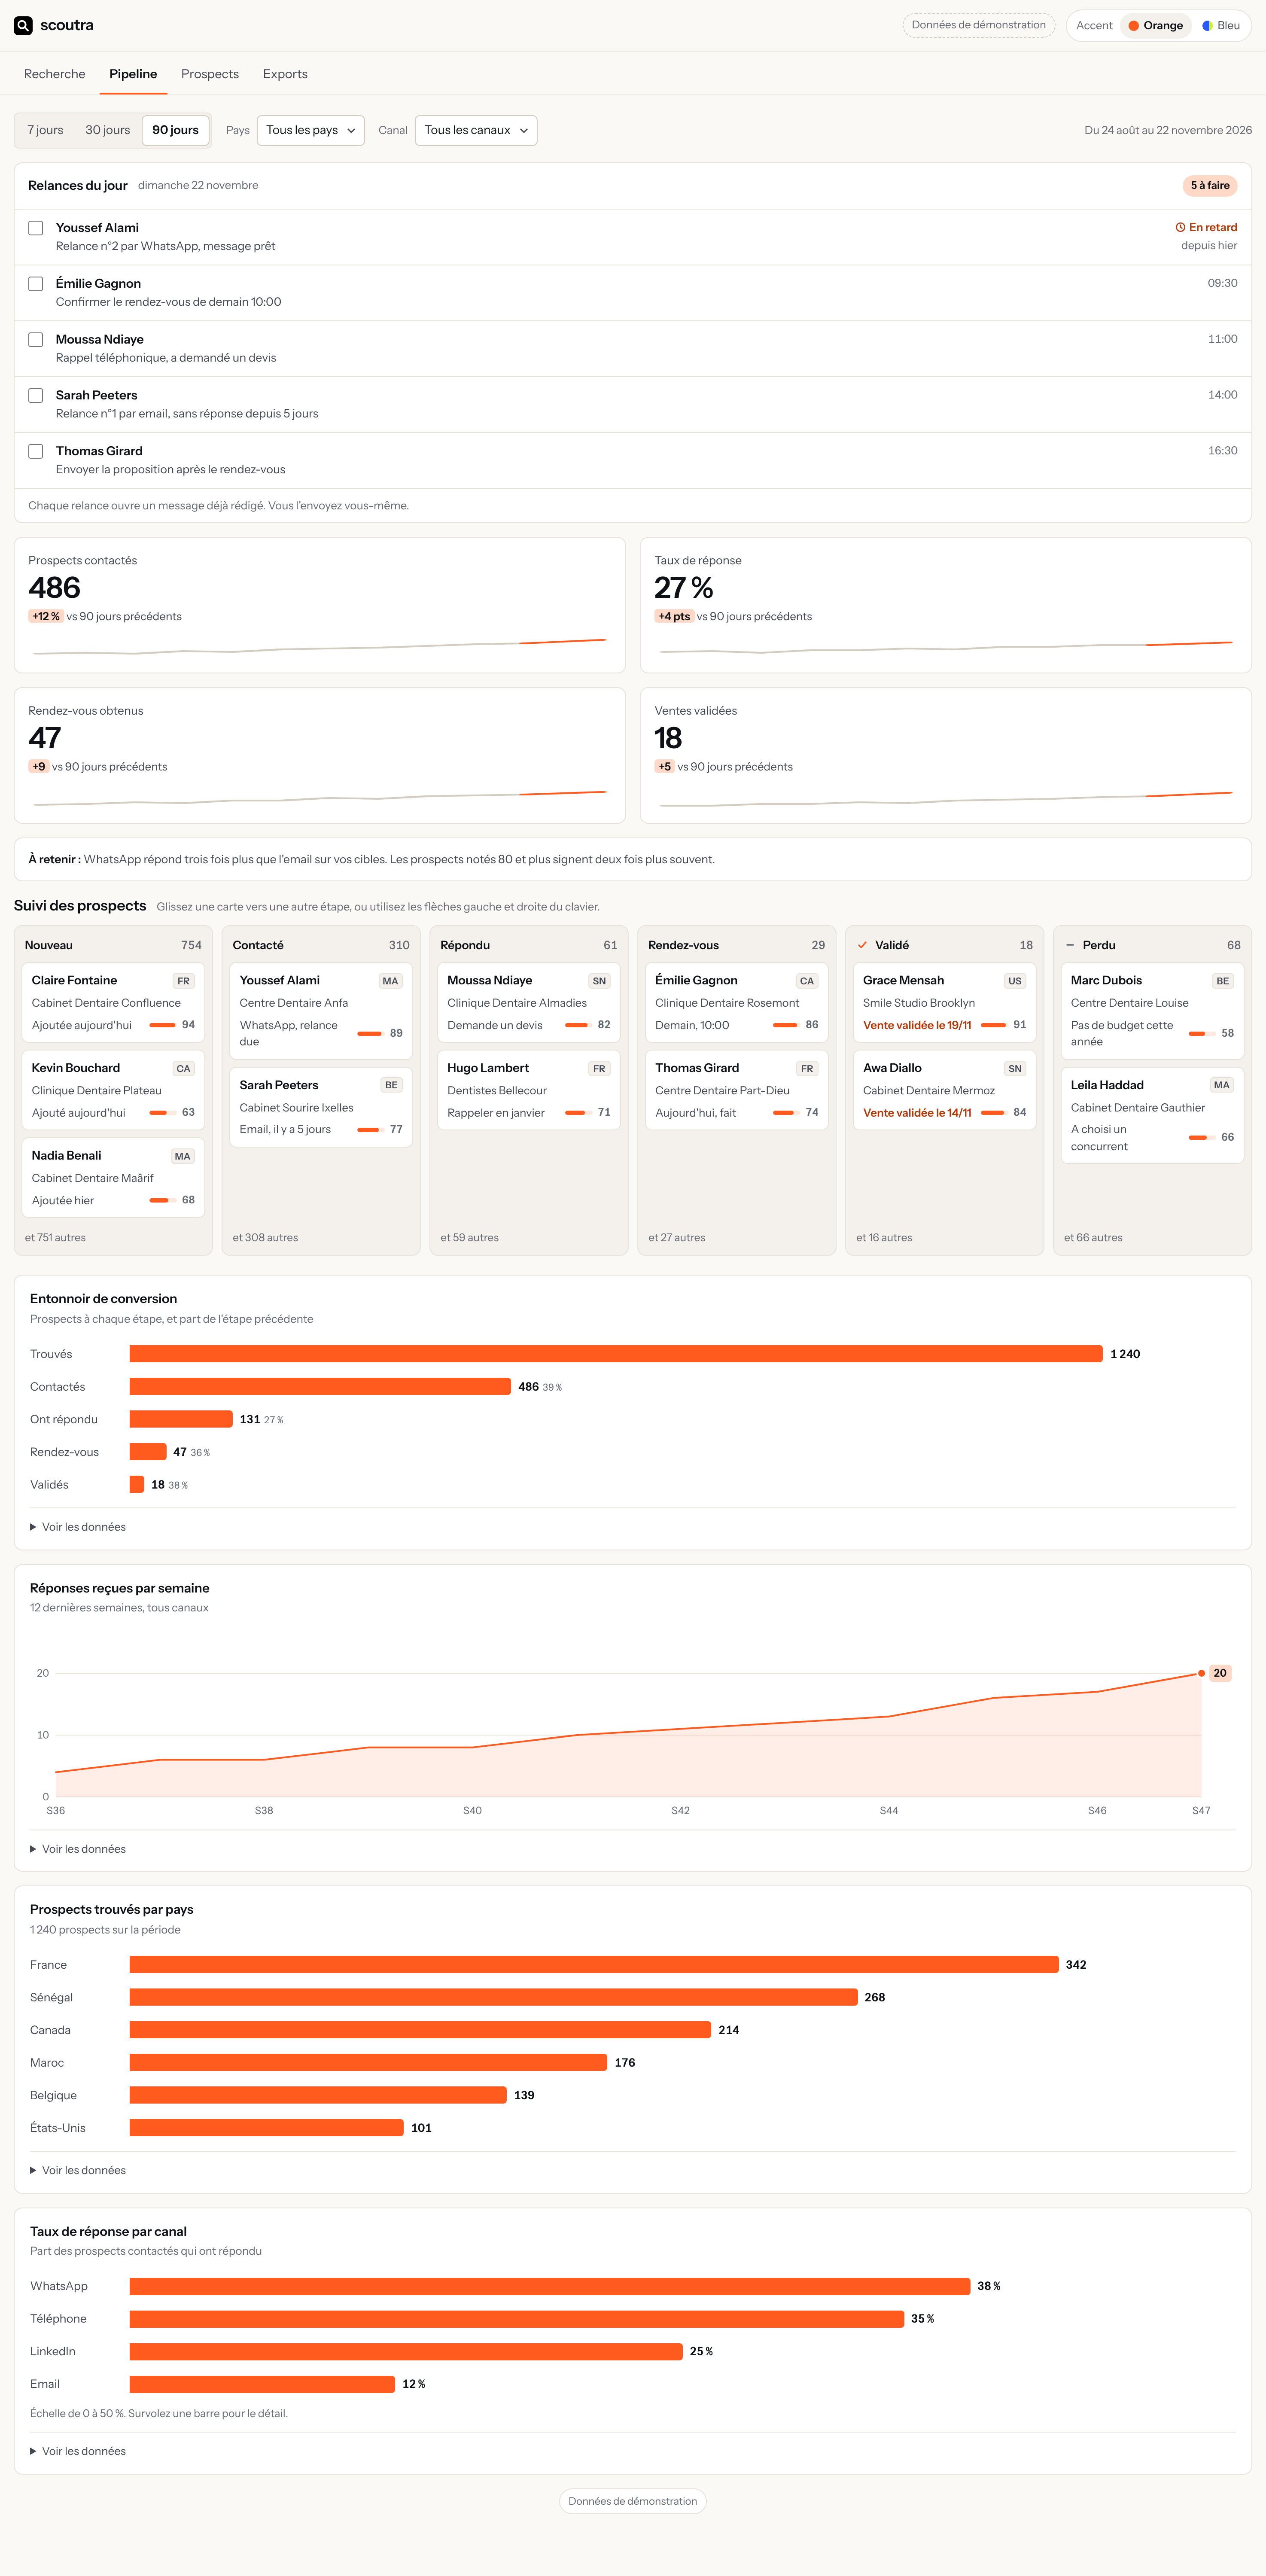 scoutra
Données de démonstration
Accent Orange Bleu
Recherche Pipeline Prospects Exports
7 jours 30 jours 90 jours Pays Tous les pays Canal Tous les canaux Du 24 août au 22 novembre 2026
Relances du jour dimanche 22 novembre 5 à faire
Youssef Alami En retard
Relance n°2 par WhatsApp, message prêt depuis hier
Émilie Gagnon 09:30
Confirmer le rendez-vous de demain 10:00
Moussa Ndiaye 11:00
Rappel téléphonique, a demandé un devis
Sarah Peeters 14:00
Relance n°1 par email, sans réponse depuis 5 jours
Thomas Girard 16:30
Envoyer la proposition après le rendez-vous
Chaque relance ouvre un message déjà rédigé. Vous l'envoyez vous-même.
Prospects contactés
486
+12 % vs 90 jours précédents
Taux de réponse
27 %
+4 pts vs 90 jours précédents
Rendez-vous obtenus
47
+9 vs 90 jours précédents
Ventes validées
18
+5 vs 90 jours précédents
À retenir : WhatsApp répond trois fois plus que l'email sur vos cibles. Les prospects notés 80 et plus signent deux fois plus souvent.
Suivi des prospects Glissez une carte vers une autre étape, ou utilisez les flèches gauche et droite du clavier.
Nouveau 754
Claire Fontaine FR
Cabinet Dentaire Confluence
Ajoutée aujourd'hui 94
Kevin Bouchard CA
Clinique Dentaire Plateau
Ajouté aujourd'hui 63
Nadia Benali MA
Cabinet Dentaire Maârif
Ajoutée hier 68
et 751 autres
Contacté 310
Youssef Alami MA
Centre Dentaire Anfa
WhatsApp, relance
due 89
Sarah Peeters BE
Cabinet Sourire Ixelles
Email, il y a 5 jours 77
et 308 autres
Répondu 61
Moussa Ndiaye SN
Clinique Dentaire Almadies
Demande un devis 82
Hugo Lambert FR
Dentistes Bellecour
Rappeler en janvier 71
et 59 autres
Rendez-vous 29
Émilie Gagnon CA
Clinique Dentaire Rosemont
Demain, 10:00 86
Thomas Girard FR
Centre Dentaire Part-Dieu
Aujourd'hui, fait 74
et 27 autres
Validé 18
Grace Mensah US
Smile Studio Brooklyn
Vente validée le 19/11 91
Awa Diallo SN
Cabinet Dentaire Mermoz
Vente validée le 14/11 84
et 16 autres
Perdu 68
Marc Dubois BE
Centre Dentaire Louise
Pas de budget cette
année 58
Leila Haddad MA
Cabinet Dentaire Gauthier
A choisi un
concurrent 66
et 66 autres
Entonnoir de conversion
Prospects à chaque étape, et part de l'étape précédente
Trouvés 1 240
Contactés 486 39 %
Ont répondu 131 27 %
Rendez-vous 47 36 %
Validés 18 38 %
Voir les données
Réponses reçues par semaine
12 dernières semaines, tous canaux
20 20
10
0
S36 S38 S40 S42 S44 S46 S47
Voir les données
Prospects trouvés par pays
1 240 prospects sur la période
France 342
Sénégal 268
Canada 214
Maroc 176
Belgique 139
États-Unis 101
Voir les données
Taux de réponse par canal
Part des prospects contactés qui ont répondu
WhatsApp 38 %
Téléphone 35 %
LinkedIn 25 %
Email 12 %
Échelle de 0 à 50 %. Survolez une barre pour le détail.
Voir les données
Données de démonstration